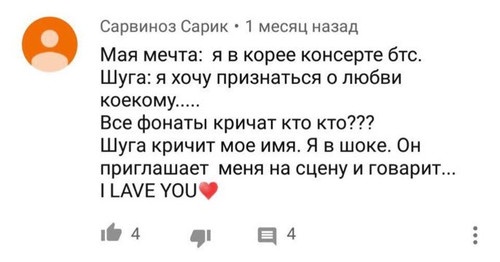 Сарвиноз Сарик • 1 месяц назад
Мая мечта:  я в корее консерте бтс.
Шуга: я хочу признаться о любви
коекому.....
Все фонаты кричат кто кто???
Шуга кричит мое имя. Я в шоке. Он
приглашает  меня на сцену и говарит...
I LAVE YOU❤
4 4